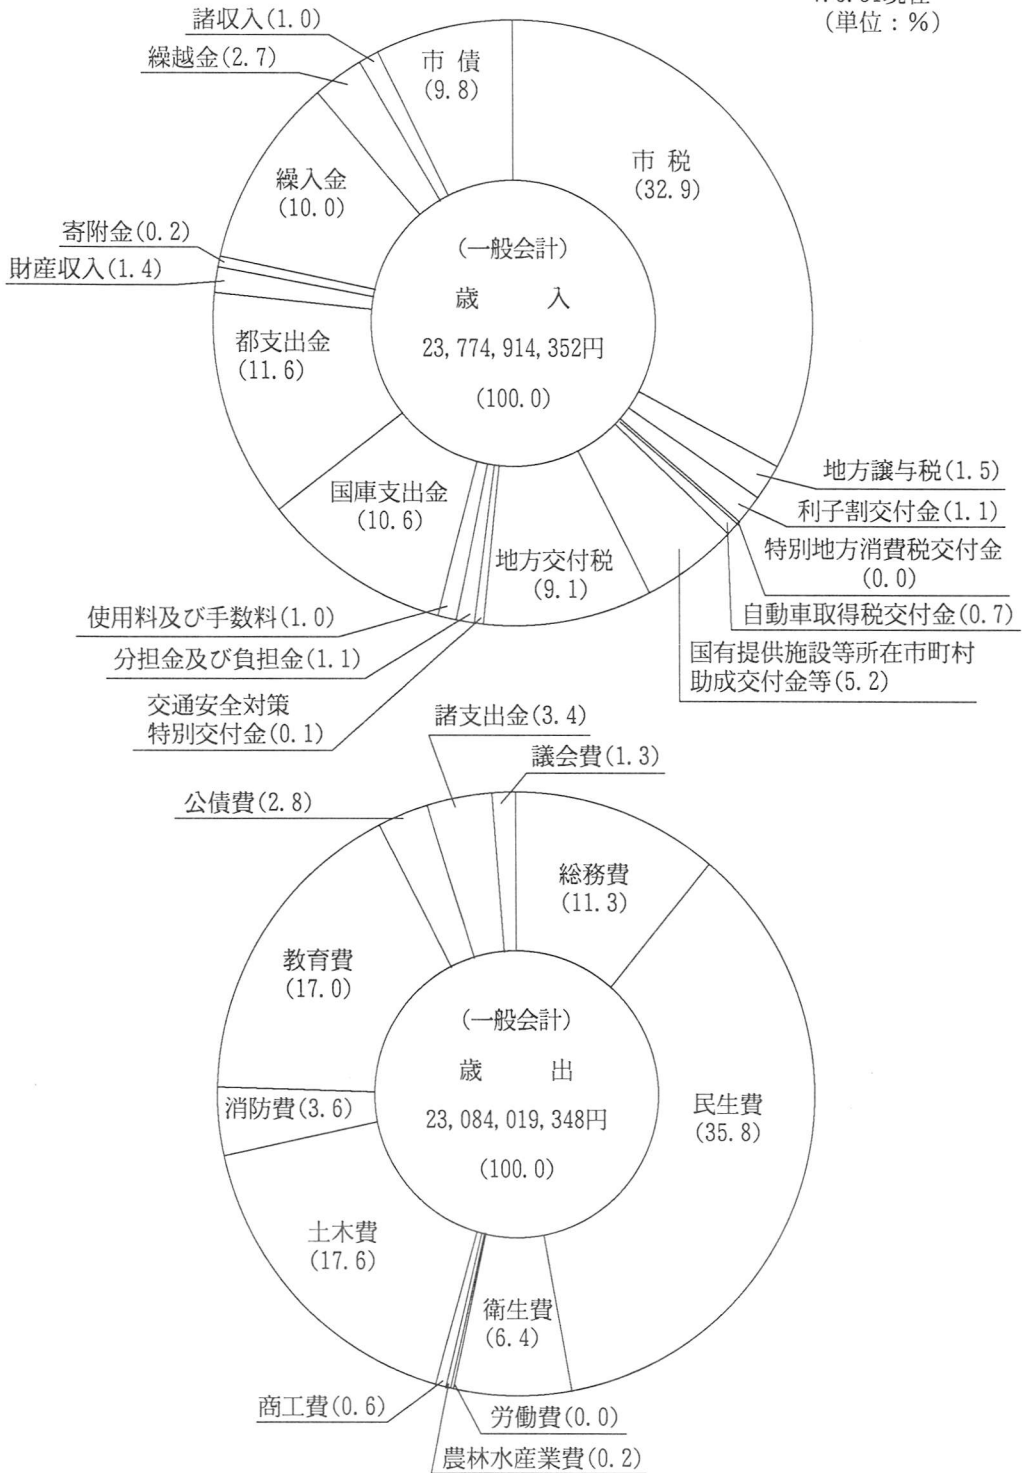 (単位：%)
諸収入(1.0)
繰越金(2.7)
市 債
(9.8)
市 税
(32.9)
繰入金
(10.0)
寄附金(0.2)
財産収入(1.4)
(一般会計)
歳 入
23,774,914,352円
(100.0)
都支出金
(11.6)
国庫支出金
(10.6)
地方交付税
(9.1)
地方譲与税(1.5)
利子割交付金(1.1)
特別地方消費税交付金
(0.0)
自動車取得税交付金(0.7)
国有提供施設等所在市町村
助成交付金等(5.2)
使用料及び手数料(1.0)
分担金及び負担金(1.1)
交通安全対策
特別交付金(0.1)
諸支出金(3.4)
議会費(1.3)
公債費(2.8)
総務費
(11.3)
教育費
(17.0)
(一般会計)
歳 出
23,084,019,348円
(100.0)
民生費
(35.8)
消防費(3.6)
土木費
(17.6)
衛生費
(6.4)
商工費(0.6)
労働費(0.0)
農林水産業費(0.2)